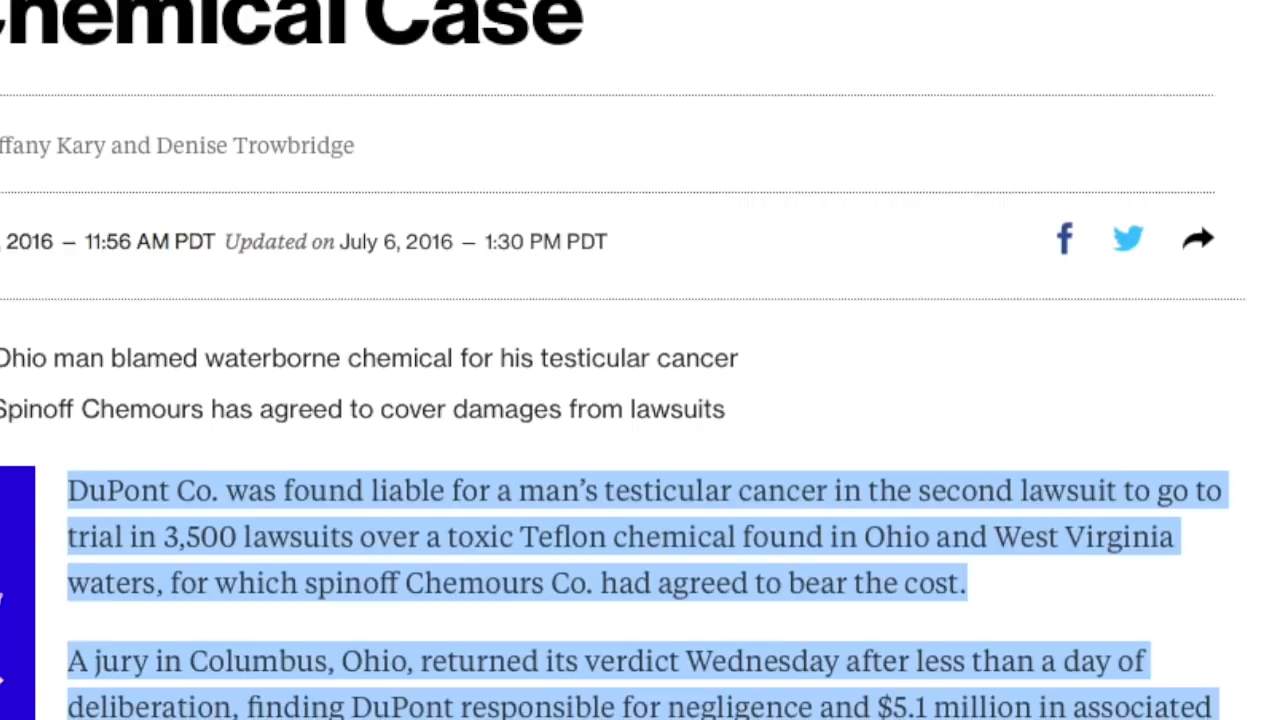 Chemical Case
ffany Kary and Denise Trowbridge
, 2016 — 11:56 AM PDT Updated on July 6, 2016 — 1:30 PM PDT
Ohio man blamed waterborne chemical for his testicular cancer
Spinoff Chemours has agreed to cover damages from lawsuits
DuPont Co. was found liable for a man’s testicular cancer in the second lawsuit to go to
trial in 3,500 lawsuits over a toxic Teflon chemical found in Ohio and West Virginia
waters, for which spinoff Chemours Co. had agreed to bear the cost.
A jury in Columbus, Ohio, returned its verdict Wednesday after less than a day of
deliberation, finding DuPont responsible for negligence and $5.1 million in associated